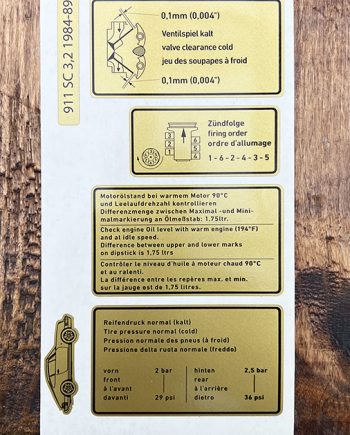 911 SC 3,2 1984-89
0,1mm (0,004")
Ventilspiel kalt
valve clearance cold
jeu des soupapes à froid
0,1mm (0,004")
Zündfolge
firing order
ordre d'allumage
1 - 6 - 2 - 4 - 3 - 5
3
2
1
6
5
4
Motorölstand bei warmem Motor 90°C
und Leelaufdrehzahl kontrollieren
Differenzmenge zwischen Maximal -und Mini-
malmarkierung an Ölmeßstab: 1.75ltr.
Check engine Oil level with warm engine (194°F)
and at idle speed.
Difference between upper and lower marks
on dipstick is 1,75 ltrs
Contrôler le niveau d'huile à moteur chaud 90°C
et au ralenti.
La différence entre les repères max. et min.
sur la jauge est de 1,75 litres.
Reifendruck normal (kalt)
Tire pressure normal (cold)
Pression normale des pneus (à froid)
Pressione della ruota normale (freddo)
vorn 2 bar
front
à l'avant
davanti 29 psi
hinten 2,5 bar
rear
à l'arrière
dietro 36 psi